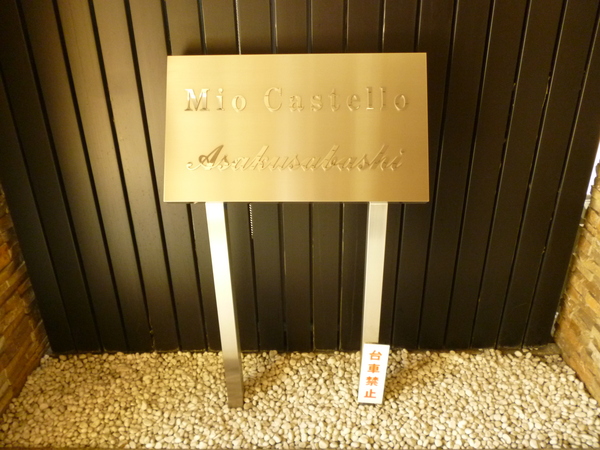 Mio Castello
Asakusabashi
台車禁止